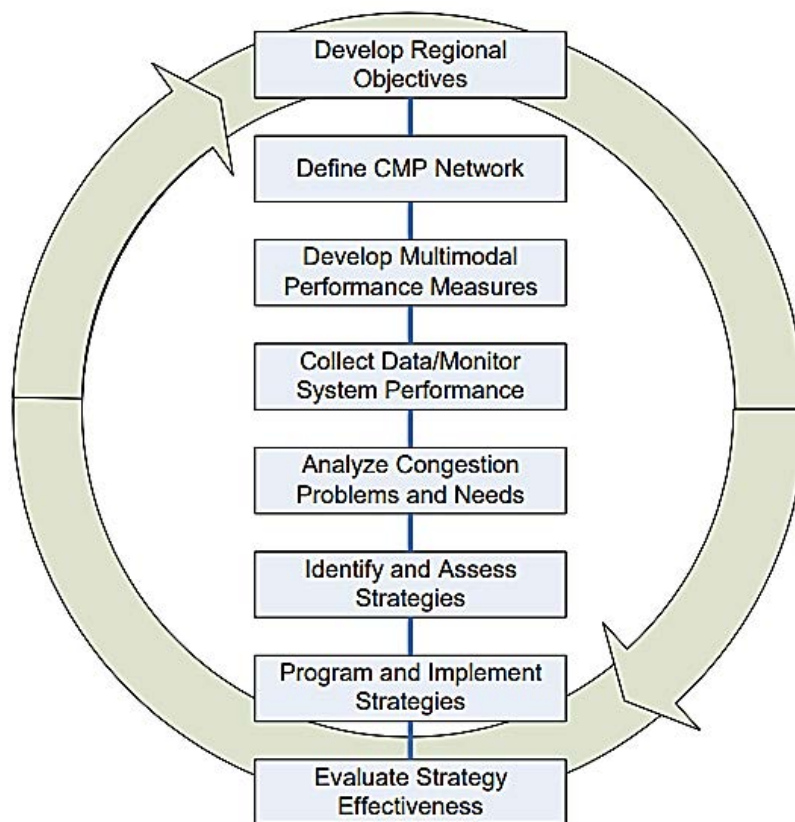 Develop Regional
Objectives
Define CMP Network
Develop Multimodal
Performance Measures
Collect Data/Monitor
System Performance
Analyze Congestion
Problems and Needs
Identify and Assess
Strategies
Program and Implement
Strategies
Evaluate Strategy
Effectiveness